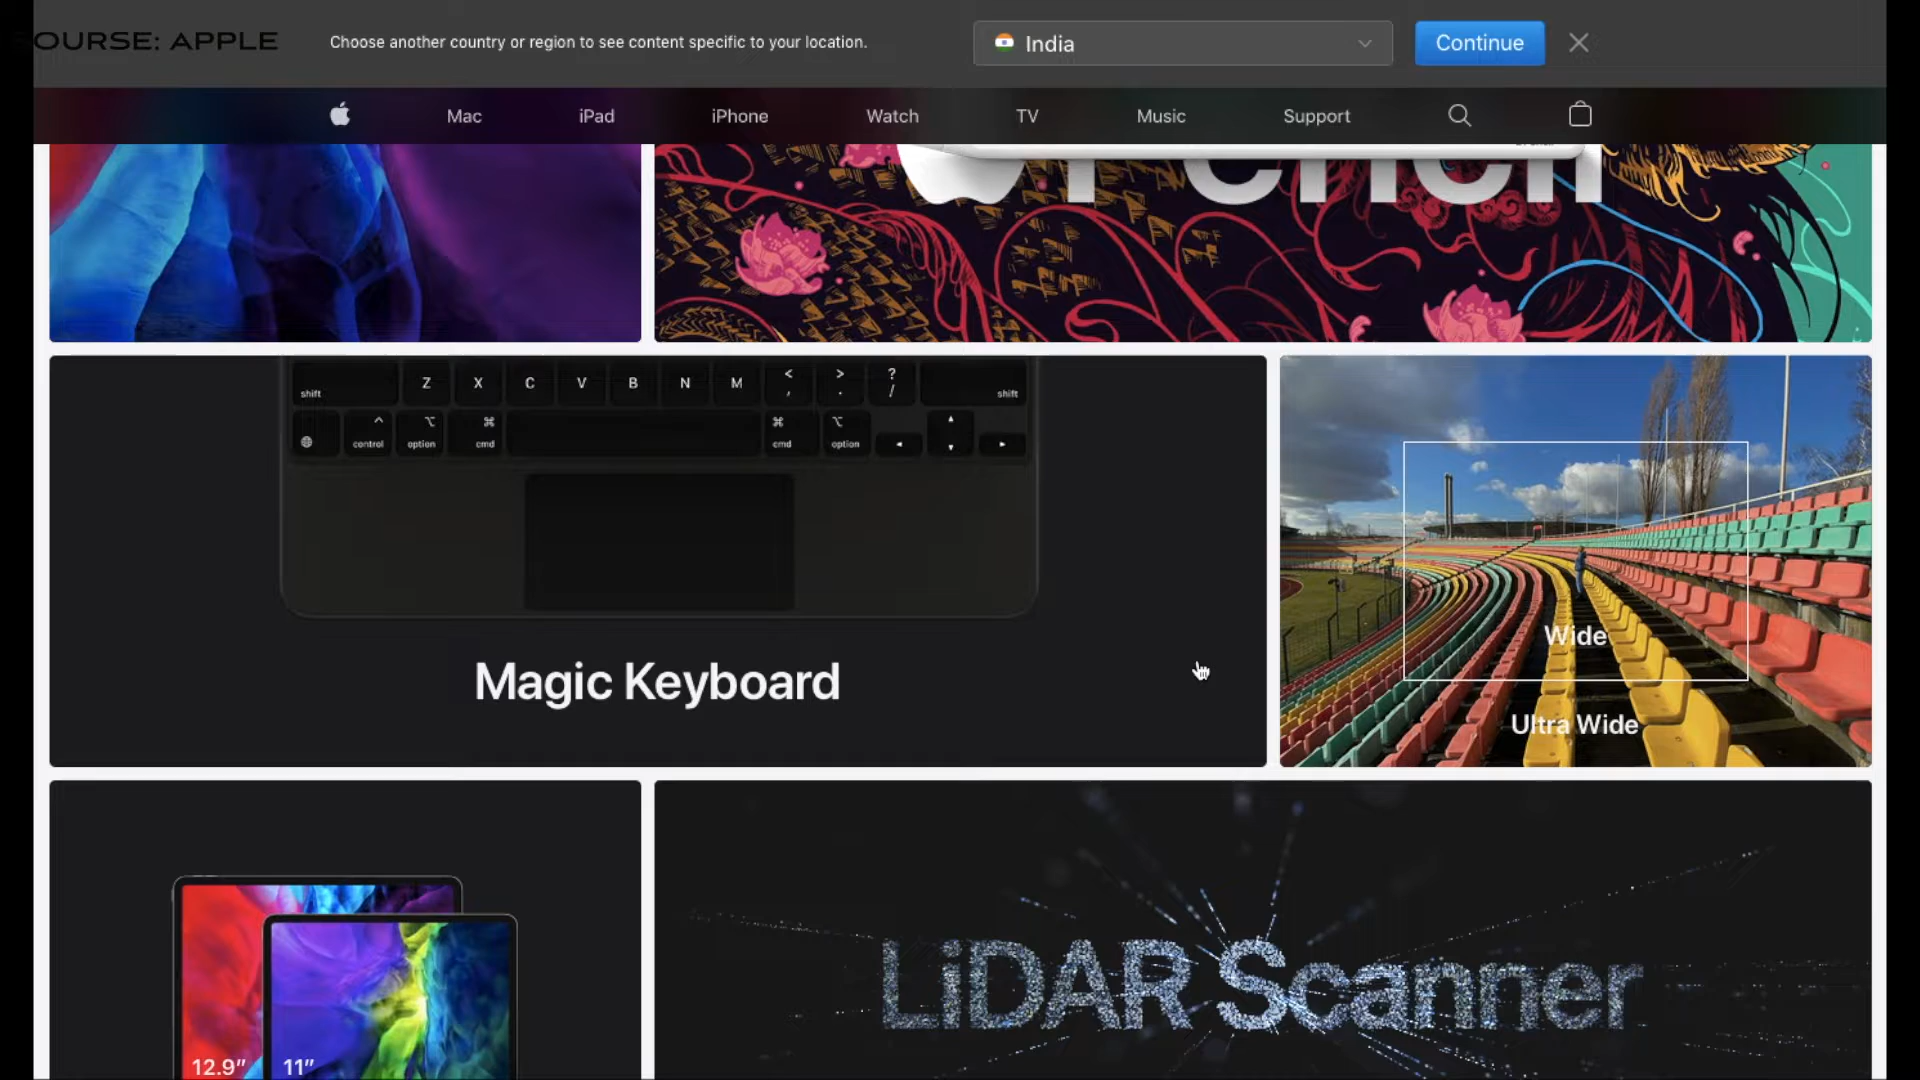 OURSE: APPLE
Choose another country or region to see content specific to your location.
India
Continue
Mac
iPad
iPhone
Watch
TV
Music
Support
Pencil
shift
Z
X
C
V
B
N
M
< ,
> .
? /
shift
control
option
cmd
cmd
option
Magic Keyboard
Wide
Ultra Wide
12.9”
11”
LiDAR Scanner